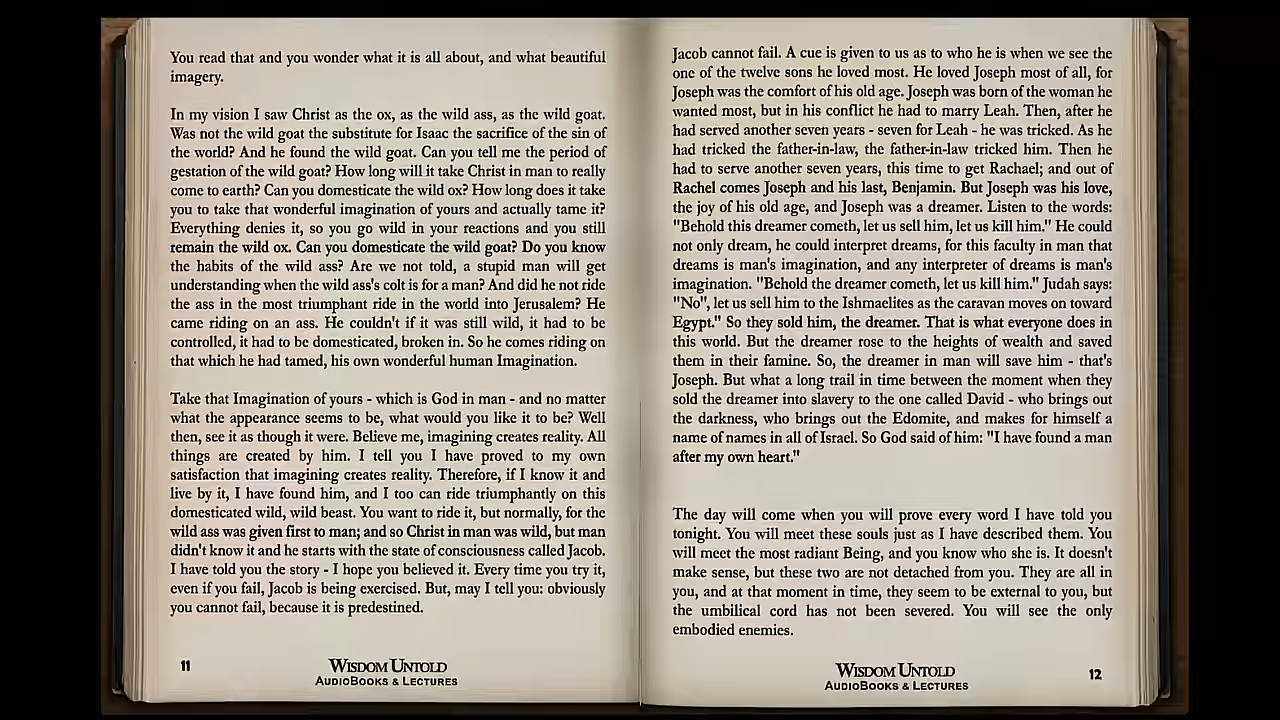 You read that and you wonder what it is all about, and what beautiful
imagery.
In my vision I saw Christ as the ox, as the wild ass, as the wild goat.
Was not the wild goat the substitute for Isaac the sacrifice of the sin of
the world? And he found the wild goat. Can you tell me the period of
gestation of the wild goat? How long will it take Christ in man to really
come to earth? Can you domesticate the wild ox? How long does it take
you to take that wonderful imagination of yours and actually tame it?
Everything denies it, so you go wild in your reactions and you still
remain the wild ox. Can you domesticate the wild goat? Do you know
the habits of the wild ass? Are we not told, a stupid man will get
understanding when the wild ass's colt is for a man? And did he not ride
the ass in the most triumphant ride in the world into Jerusalem? He
came riding on an ass. He couldn't if it was still wild, it had to be
controlled, it had to be domesticated, broken in. So he comes riding on
that which he had tamed, his own wonderful human Imagination.
Take that Imagination of yours - which is God in man - and no matter
what the appearance seems to be, what would you like it to be? Well
then, see it as though it were. Believe me, imagining creates reality. All
things are created by him. I tell you I have proved to my own
satisfaction that imagining creates reality. Therefore, if I know it and
live by it, I have found him, and I too can ride triumphantly on this
domesticated wild, wild beast. You want to ride it, but normally, for the
wild ass was given first to man; and so Christ in man was wild, but man
didn't know it and he starts with the state of consciousness called Jacob.
I have told you the story - I hope you believed it. Every time you try it,
even if you fail, Jacob is being exercised. But, may I tell you: obviously
you cannot fail, because it is predestined.
11
WISDOM UNTOLD
AUDIOBOOKS & LECTURES
Jacob cannot fail. A cue is given to us as to who he is when we see the
one of the twelve sons he loved most. He loved Joseph most of all, for
Joseph was the comfort of his old age. Joseph was born of the woman he
wanted most, but in his conflict he had to marry Leah. Then, after he
had served another seven years - seven for Leah - he was tricked. As he
had tricked the father-in-law, the father-in-law tricked him. Then he
had to serve another seven years, this time to get Rachael; and out of
Rachel comes Joseph and his last, Benjamin. But Joseph was his love,
the joy of his old age, and Joseph was a dreamer. Listen to the words:
"Behold this dreamer cometh, let us sell him, let us kill him." He could
not only dream, he could interpret dreams, for this faculty in man that
dreams is man's imagination, and any interpreter of dreams is man's
imagination. "Behold the dreamer cometh, let us kill him." Judah says:
"No", let us sell him to the Ishmaelites as the caravan moves on toward
Egypt." So they sold him, the dreamer. That is what everyone does in
this world. But the dreamer rose to the heights of wealth and saved
them in their famine. So, the dreamer in man will save him - that's
Joseph. But what a long trail in time between the moment when they
sold the dreamer into slavery to the one called David - who brings out
the darkness, who brings out the Edomite, and makes for himself a
name of names in all of Israel. So God said of him: "I have found a man
after my own heart."
The day will come when you will prove every word I have told you
tonight. You will meet these souls just as I have described them. You
will meet the most radiant Being, and you know who she is. It doesn't
make sense, but these two are not detached from you. They are all in
you, and at that moment in time, they seem to be external to you, but
the umbilical cord has not been severed. You will see the only
embodied enemies.
WISDOM UNTOLD
AUDIOBOOKS & LECTURES
12